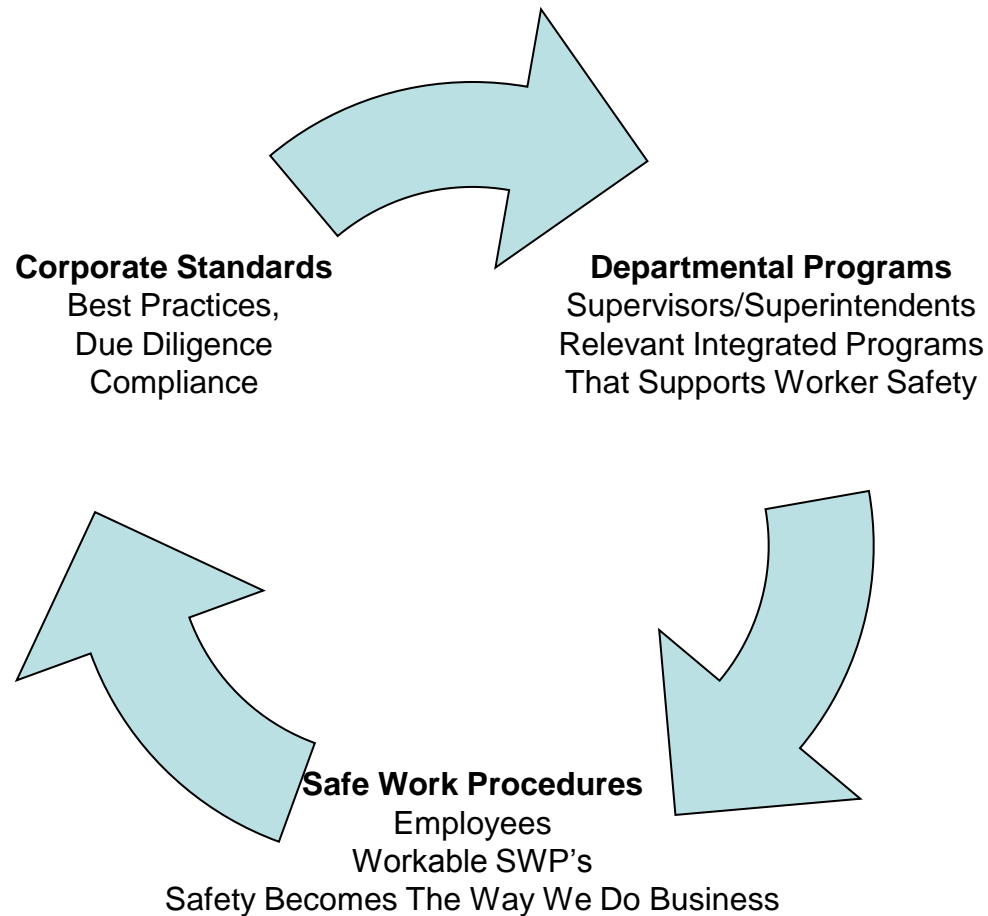 Corporate Standards
Best Practices,
Due Diligence
Compliance
Departmental Programs
Supervisors/Superintendents
Relevant Integrated Programs
That Supports Worker Safety
Safe Work Procedures
Employees
Workable SWP's
Safety Becomes The Way We Do Business